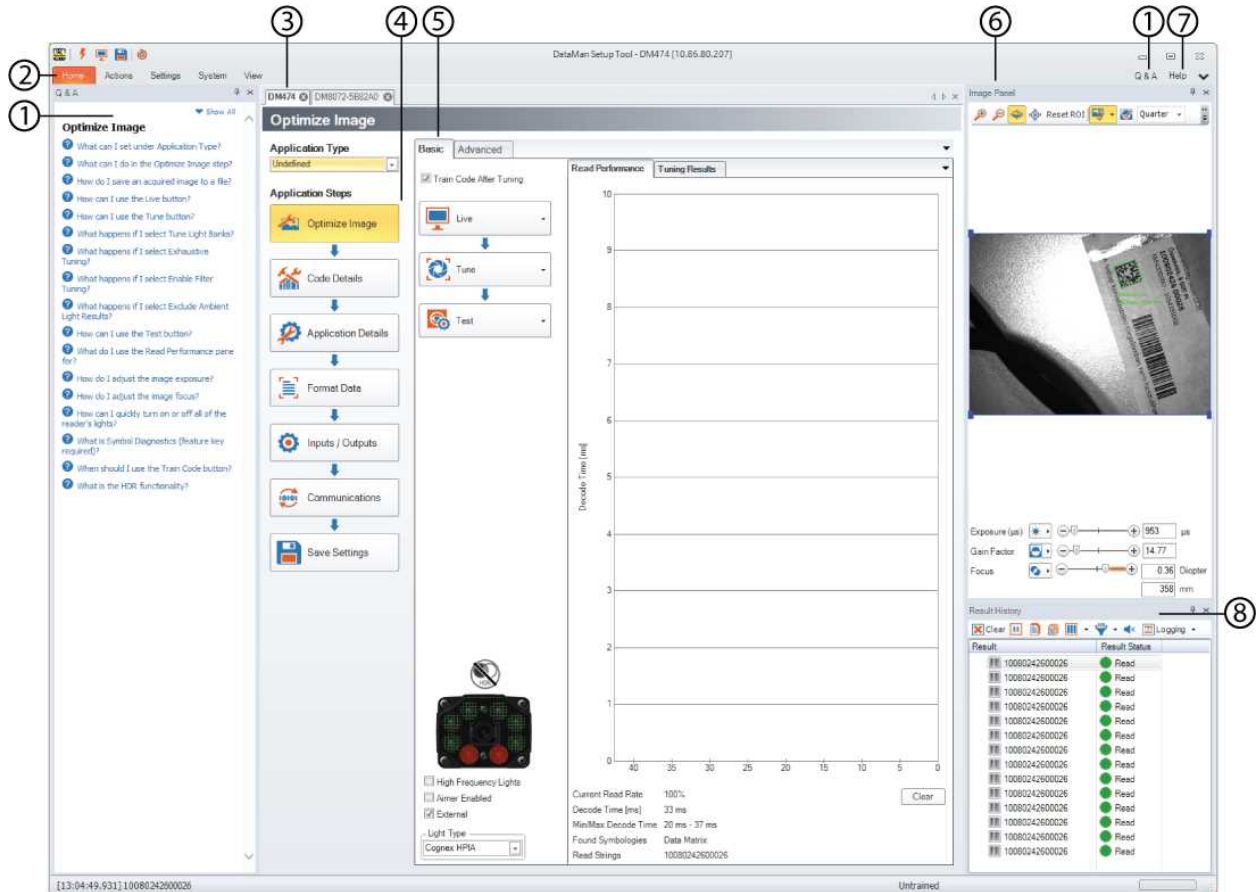 ③ ④ ⑤ ⑥ ① ⑦
DataMan Setup Tool - DM474 [10.86.80.207]
② Home Actions Settings System View Q & A Help
Q & A
① Show All
Optimize Image
What can I set under Application Type?
What can I do in the Optimize Image step?
How do I save an acquired image to a file?
How can I use the Live button?
How can I use the Tune button?
What happens if I select Tune Light Banks?
What happens if I select Exhaustive
Tuning?
What happens if I select Enable Filter
Tuning?
What happens if I select Exclude Ambient
Light Results?
How can I use the Test button?
What do I use the Read Performance pane
for?
How do I adjust the image exposure?
How do I adjust the image focus?
How can I quickly turn on or off all of the
reader's lights?
What is Symbol Diagnostics (feature key
required)?
When should I use the Train Code button?
What is the HDR functionality?
DM474 DM8072-5B82A0
Optimize Image
Application Type
Undefined
Application Steps
Optimize Image
Code Details
Application Details
Format Data
Inputs / Outputs
Communications
Save Settings
Basic Advanced
Train Code After Tuning
Live
Tune
Test
HDR
High Frequency Lights
Aimer Enabled
External
Light Type
Cognex HPIA
Read Performance Tuning Results
10
9
8
7
6
5
4
3
2
1
0
Decode Time [ms]
40 35 30 25 20 15 10 5 0
Current Read Rate 100%
Decode Time [ms] 33 ms
Min/Max Decode Time 20 ms - 37 ms
Found Symbologies Data Matrix
Read Strings 10080242600026
Clear
Image Panel
Reset ROI Quarter
Exposure (µs) 953 µs
Gain Factor 14.77
Focus 0.36 Diopter
358 mm
Result History ⑧
Clear Logging
Result Result Status
10080242600026 Read
10080242600026 Read
10080242600026 Read
10080242600026 Read
10080242600026 Read
10080242600026 Read
10080242600026 Read
10080242600026 Read
10080242600026 Read
10080242600026 Read
10080242600026 Read
10080242600026 Read
10080242600026 Read
10080242600026 Read
[13:04:49.931] 10080242600026 Untrained